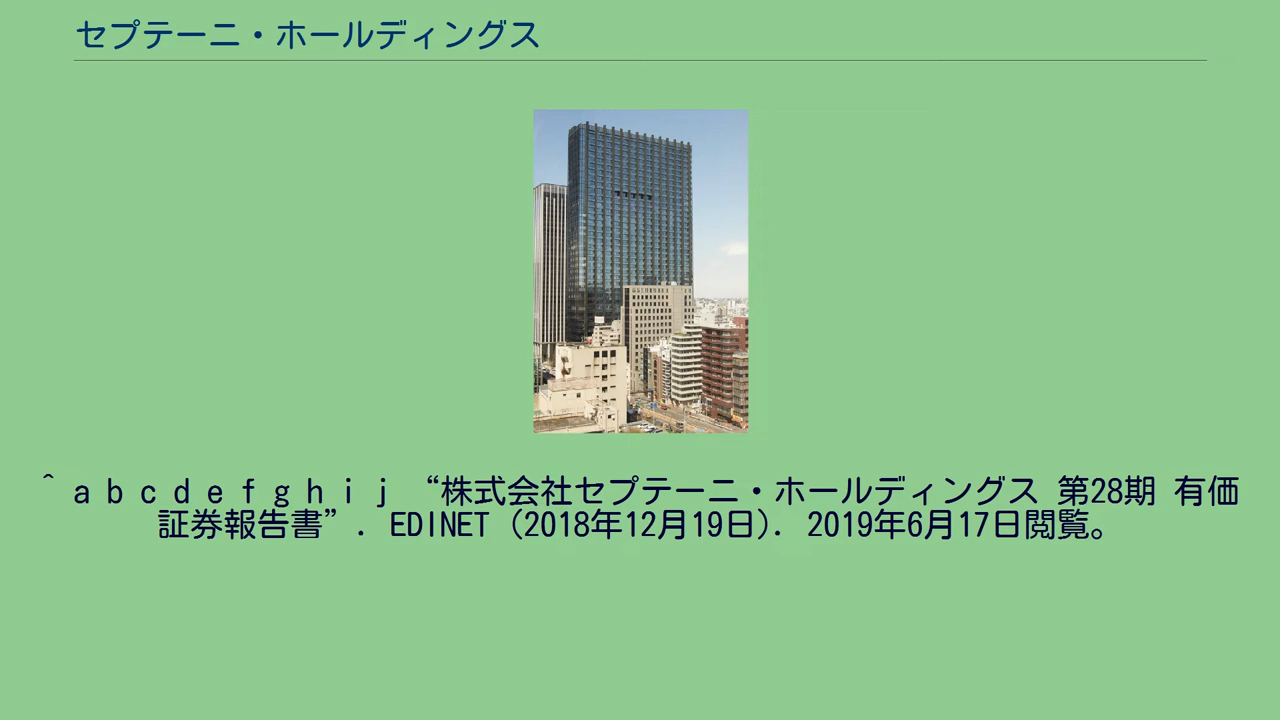 セプテーニ・ホールディングス
^ a b c d e f g h i j “株式会社セプテーニ・ホールディングス 第28期 有価
証券報告書”. EDINET (2018年12月19日). 2019年6月17日閲覧。